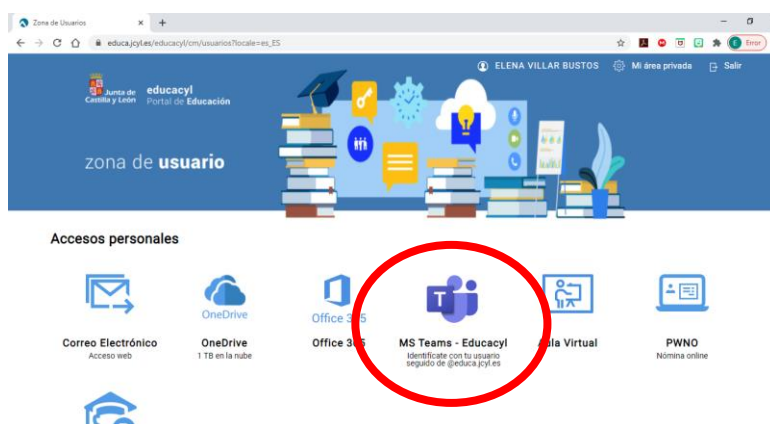 Zona de Usuarios
educa.jcyl.es/educacyl/cm/usuarios?locale=es_ES
Error
ELENA VILLAR BUSTOS Mi área privada Salir
Junta de
Castilla y León
educacyl
Portal de Educación
zona de usuario
Accesos personales
OneDrive
Office 365
T
Correo Electrónico
Acceso web
OneDrive
1 TB en la nube
Office 365
MS Teams - Educacyl
Identifícate con tu usuario
seguido de @educa.jcyl.es
Aula Virtual
PWNO
Nómina online